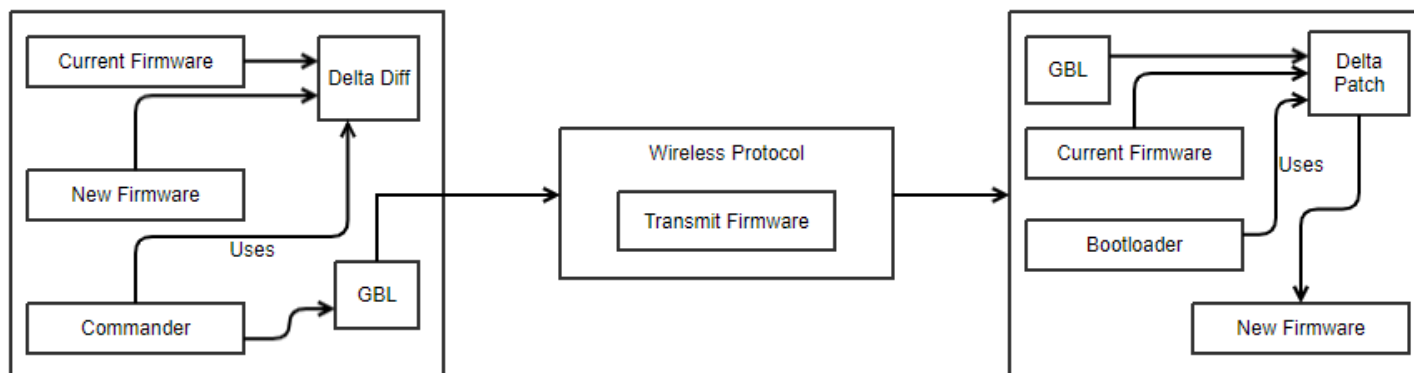 Current Firmware
Delta Diff
New Firmware
Uses
GBL
Commander
Wireless Protocol
Transmit Firmware
GBL
Delta
Patch
Current Firmware
Uses
Bootloader
New Firmware